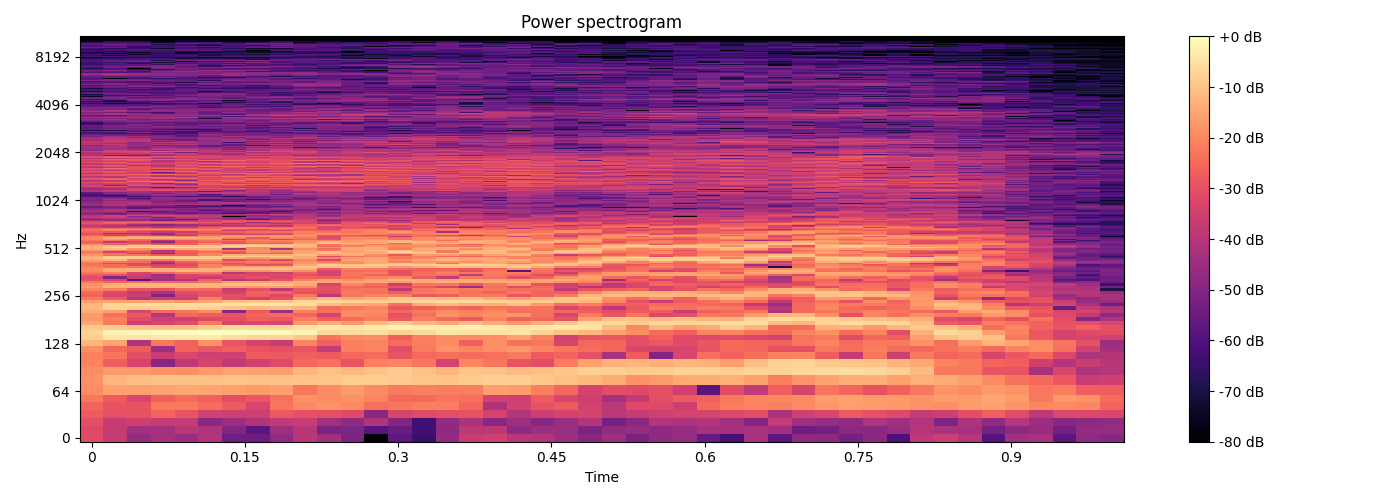 Power spectrogram
Hz
8192
4096
2048
1024
512
256
128
64
0
0 0.15 0.3 0.45 0.6 0.75 0.9
Time
+0 dB
-10 dB
-20 dB
-30 dB
-40 dB
-50 dB
-60 dB
-70 dB
-80 dB